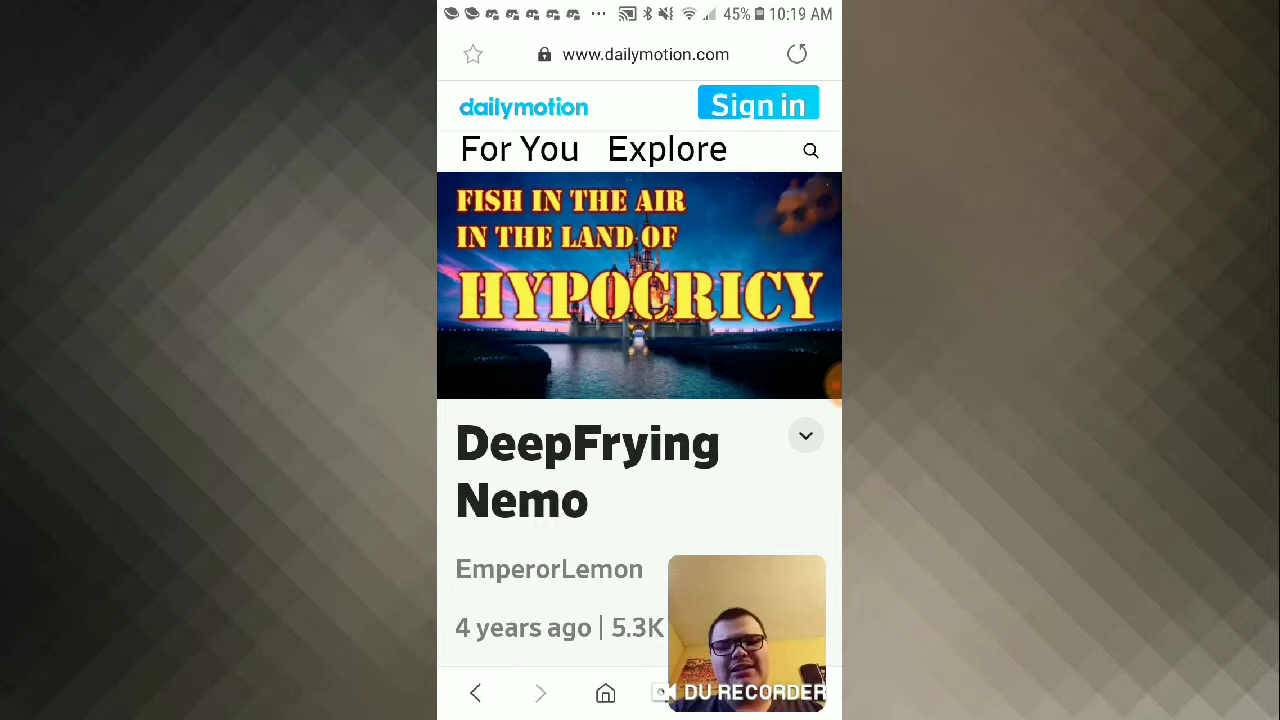 45% 10:19 AM
www.dailymotion.com
dailymotion
Sign in
For You Explore
FISH IN THE AIR
IN THE LAND OF
HYPOCRICY
DeepFrying
Nemo
EmperorLemon
4 years ago | 5.3K
DU RECORDER